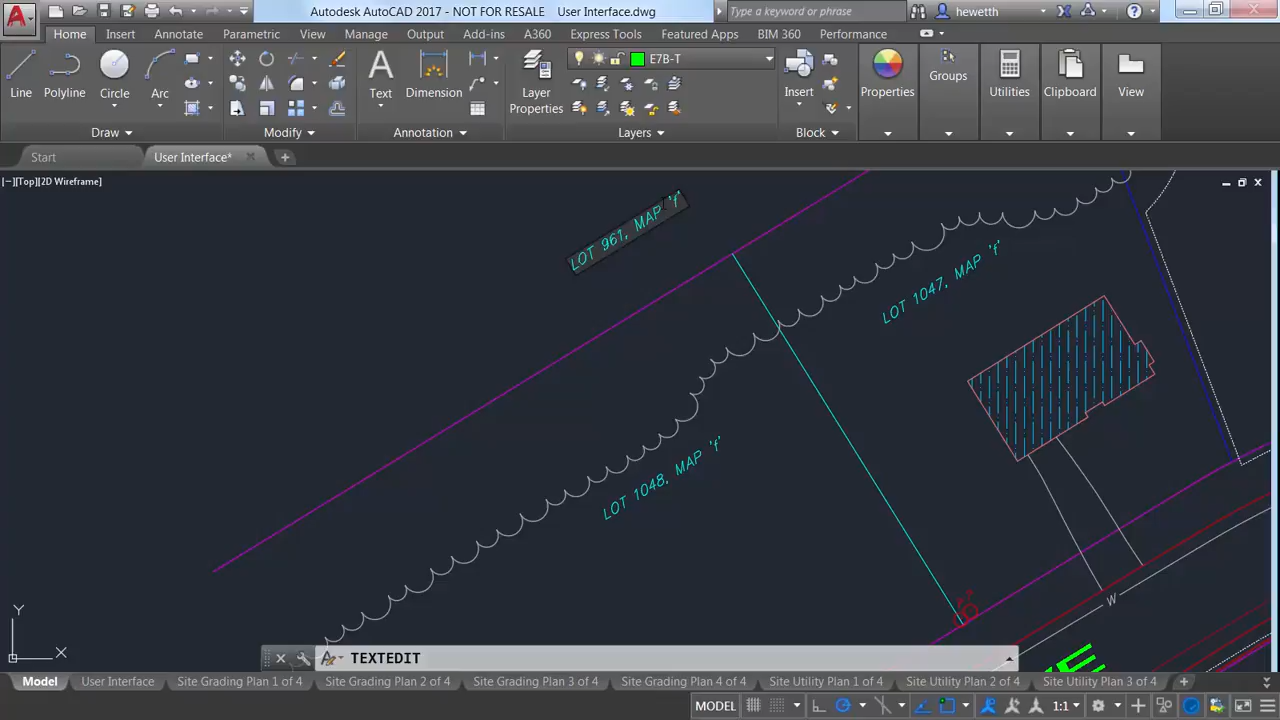 Autodesk AutoCAD 2017 - NOT FOR RESALE User Interface.dwg
Type a keyword or phrase
hewetth
Home Insert Annotate Parametric View Manage Output Add-ins A360 Express Tools Featured Apps BIM 360 Performance
E7B-T
Line Polyline Circle Arc Text Dimension Layer Properties Insert Properties Groups Utilities Clipboard View
Draw Modify Annotation Layers Block
Start User Interface*
[−][Top][2D Wireframe]
LOT 961, MAP 'f'
LOT 1047, MAP 'f'
LOT 1048, MAP 'f'
W
Y
X
TEXTEDIT
Model User Interface Site Grading Plan 1 of 4 Site Grading Plan 2 of 4 Site Grading Plan 3 of 4 Site Grading Plan 4 of 4 Site Utility Plan 1 of 4 Site Utility Plan 2 of 4 Site Utility Plan 3 of 4
MODEL 1:1